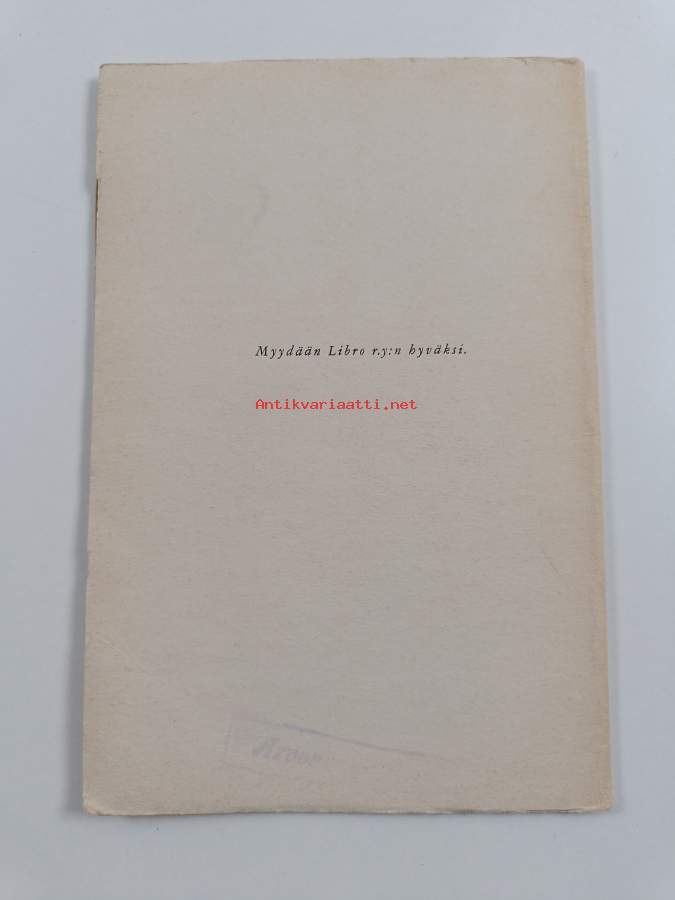 Myydään Libro r.y:n hyväksi.
Antikvariaatti.net